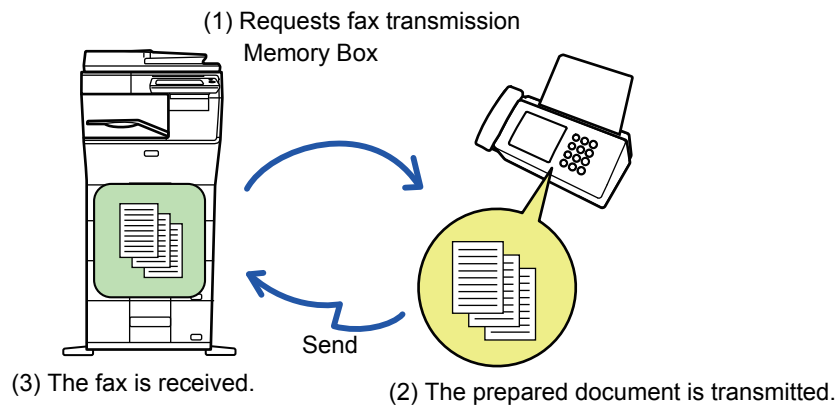 (1) Requests fax transmission
Memory Box
Send
(3) The fax is received.
(2) The prepared document is transmitted.